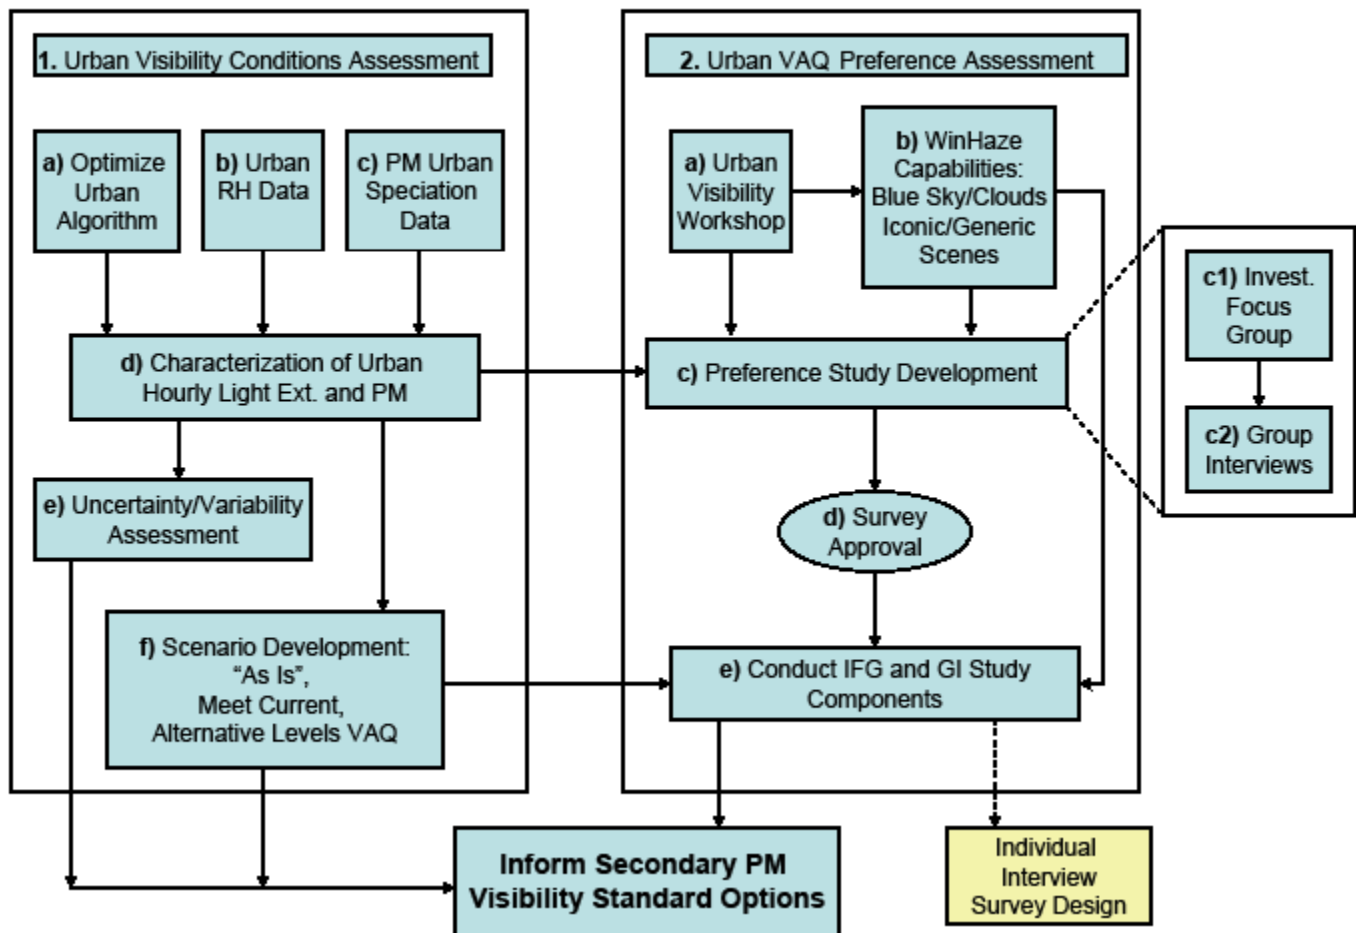 1. Urban Visibility Conditions Assessment
a) Optimize
Urban
Algorithm
b) Urban
RH Data
c) PM Urban
Speciation
Data
d) Characterization of Urban
Hourly Light Ext. and PM
e) Uncertainty/Variability
Assessment
f) Scenario Development:
“As Is”,
Meet Current,
Alternative Levels VAQ
2. Urban VAQ Preference Assessment
a) Urban
Visibility
Workshop
b) WinHaze
Capabilities:
Blue Sky/Clouds
Iconic/Generic
Scenes
c) Preference Study Development
c1) Invest.
Focus
Group
c2) Group
Interviews
d) Survey
Approval
e) Conduct IFG and GI Study
Components
Inform Secondary PM
Visibility Standard Options
Individual
Interview
Survey Design